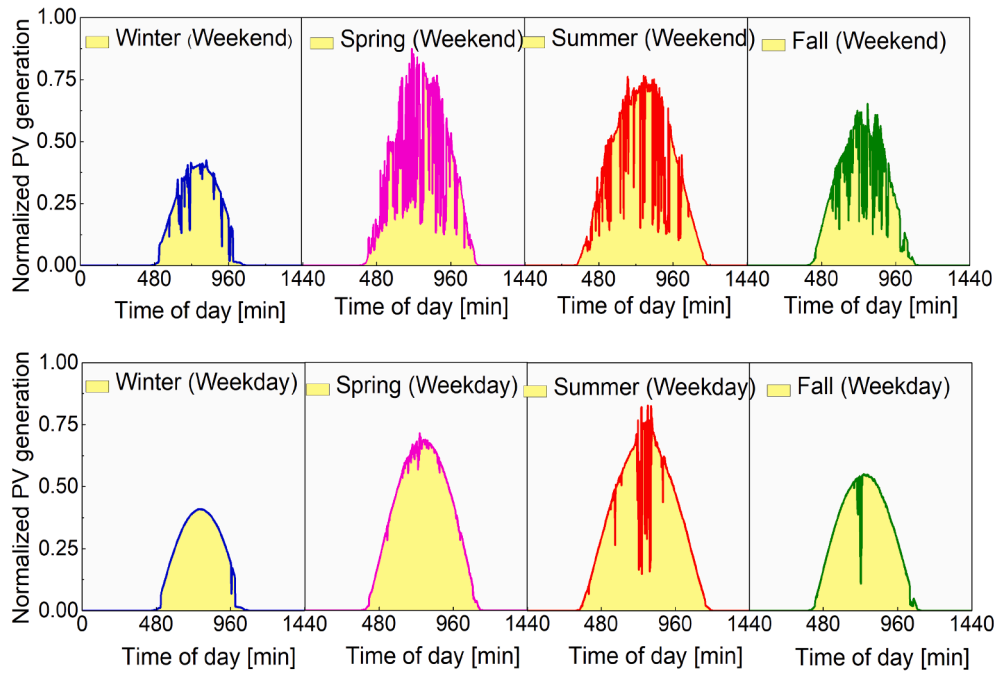 Normalized PV generation
1.00
0.75
0.50
0.25
0.00
Winter (Weekend)
Spring (Weekend)
Summer (Weekend)
Fall (Weekend)
0 480 960 1440 480 960 1440 480 960 1440 480 960 1440
Time of day [min] Time of day [min] Time of day [min] Time of day [min]
Normalized PV generation
1.00
0.75
0.50
0.25
0.00
Winter (Weekday)
Spring (Weekday)
Summer (Weekday)
Fall (Weekday)
0 480 960 1440 480 960 1440 480 960 1440 480 960 1440
Time of day [min] Time of day [min] Time of day [min] Time of day [min]